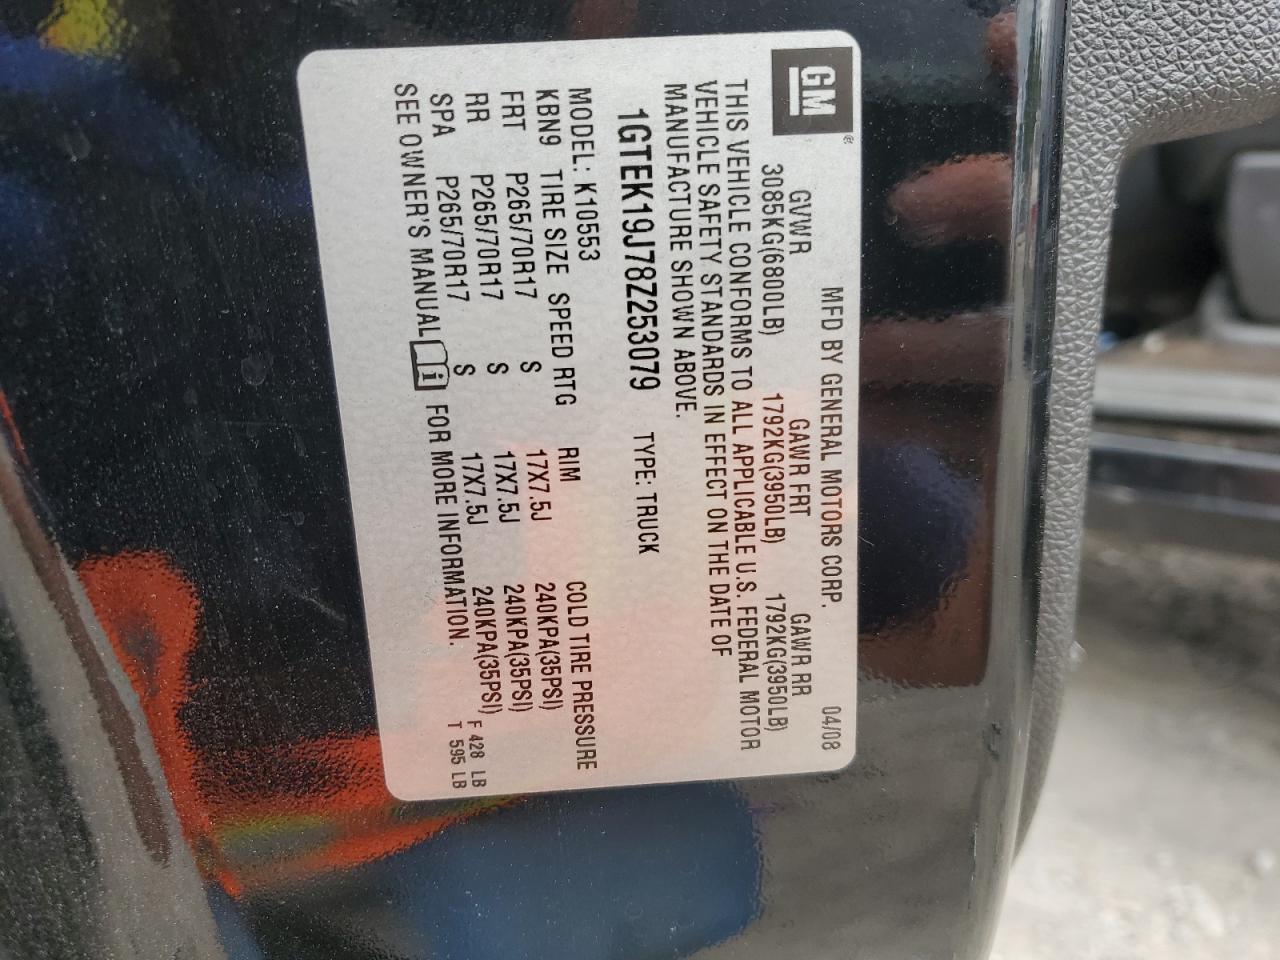 GM®
MFD BY GENERAL MOTORS CORP. 04/08
GVWR GAWR FRT GAWR RR
3085KG(6800LB) 1792KG(3950LB) 1792KG(3950LB)
THIS VEHICLE CONFORMS TO ALL APPLICABLE U.S. FEDERAL MOTOR
VEHICLE SAFETY STANDARDS IN EFFECT ON THE DATE OF
MANUFACTURE SHOWN ABOVE.
1GTEK19J78Z253079 TYPE: TRUCK
MODEL: K10553
KBN9 TIRE SIZE SPEED RTG RIM COLD TIRE PRESSURE
FRT P265/70R17 S 17X7.5J 240KPA(35PSI)
RR P265/70R17 S 17X7.5J 240KPA(35PSI)
SPA P265/70R17 S 17X7.5J 240KPA(35PSI) F 428 LB
SEE OWNER'S MANUAL i FOR MORE INFORMATION. T 595 LB